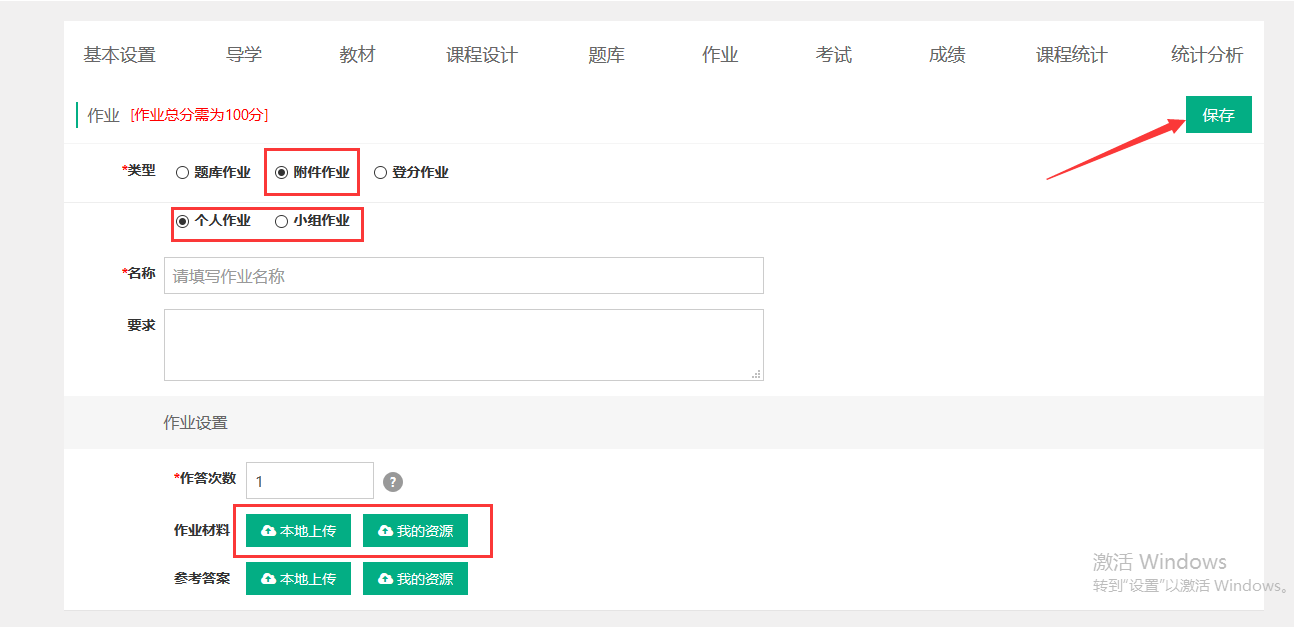 基本设置 导学 教材 课程设计 题库 作业 考试 成绩 课程统计 统计分析
作业 [作业总分需为100分] 保存
*类型 题库作业 附件作业 登分作业
个人作业 小组作业
*名称 请填写作业名称
要求
作业设置
*作答次数 1 ?
作业材料 本地上传 我的资源
参考答案 本地上传 我的资源
激活 Windows
转到“设置”以激活 Windows。